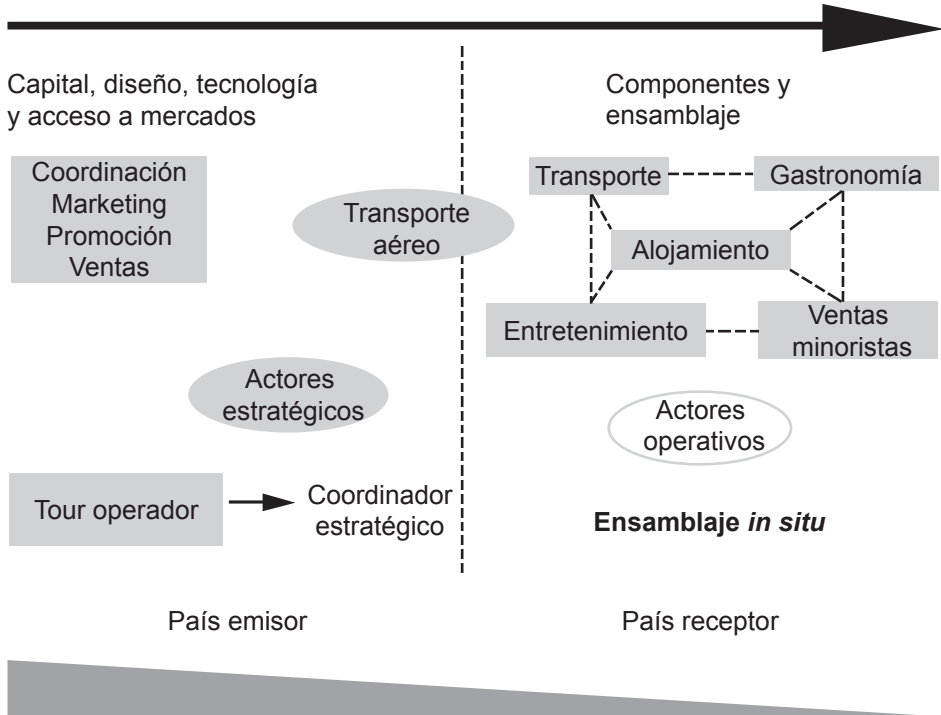 Capital, diseño, tecnología
y acceso a mercados
Coordinación
Marketing
Promoción
Ventas
Transporte
aéreo
Actores
estratégicos
Tour operador
Coordinador
estratégico
País emisor
Componentes y
ensamblaje
Transporte
Gastronomía
Alojamiento
Entretenimiento
Ventas
minoristas
Actores
operativos
Ensamblaje in situ
País receptor